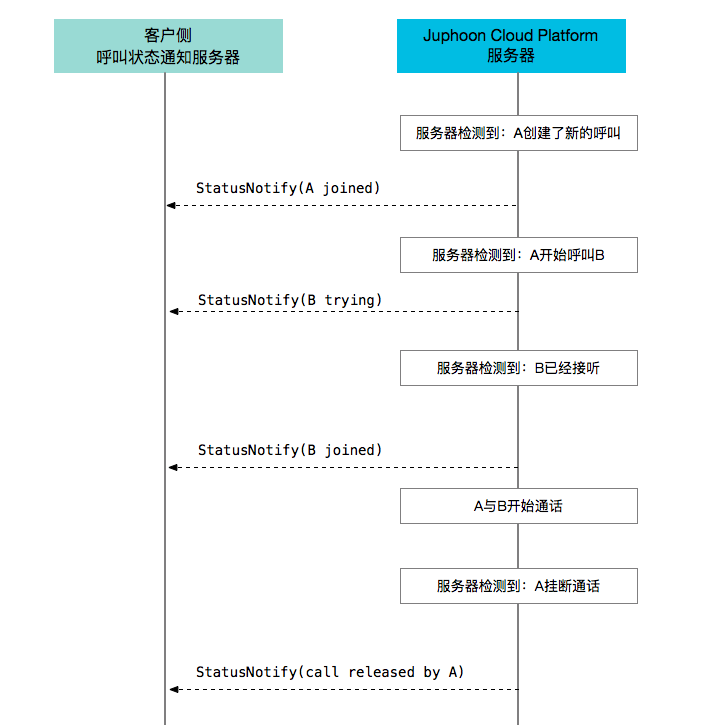 客户侧
呼叫状态通知服务器
Juphoon Cloud Platform
服务器
服务器检测到：A创建了新的呼叫
StatusNotify(A joined)
服务器检测到：A开始呼叫B
StatusNotify(B trying)
服务器检测到：B已经接听
StatusNotify(B joined)
A与B开始通话
服务器检测到：A挂断通话
StatusNotify(call released by A)